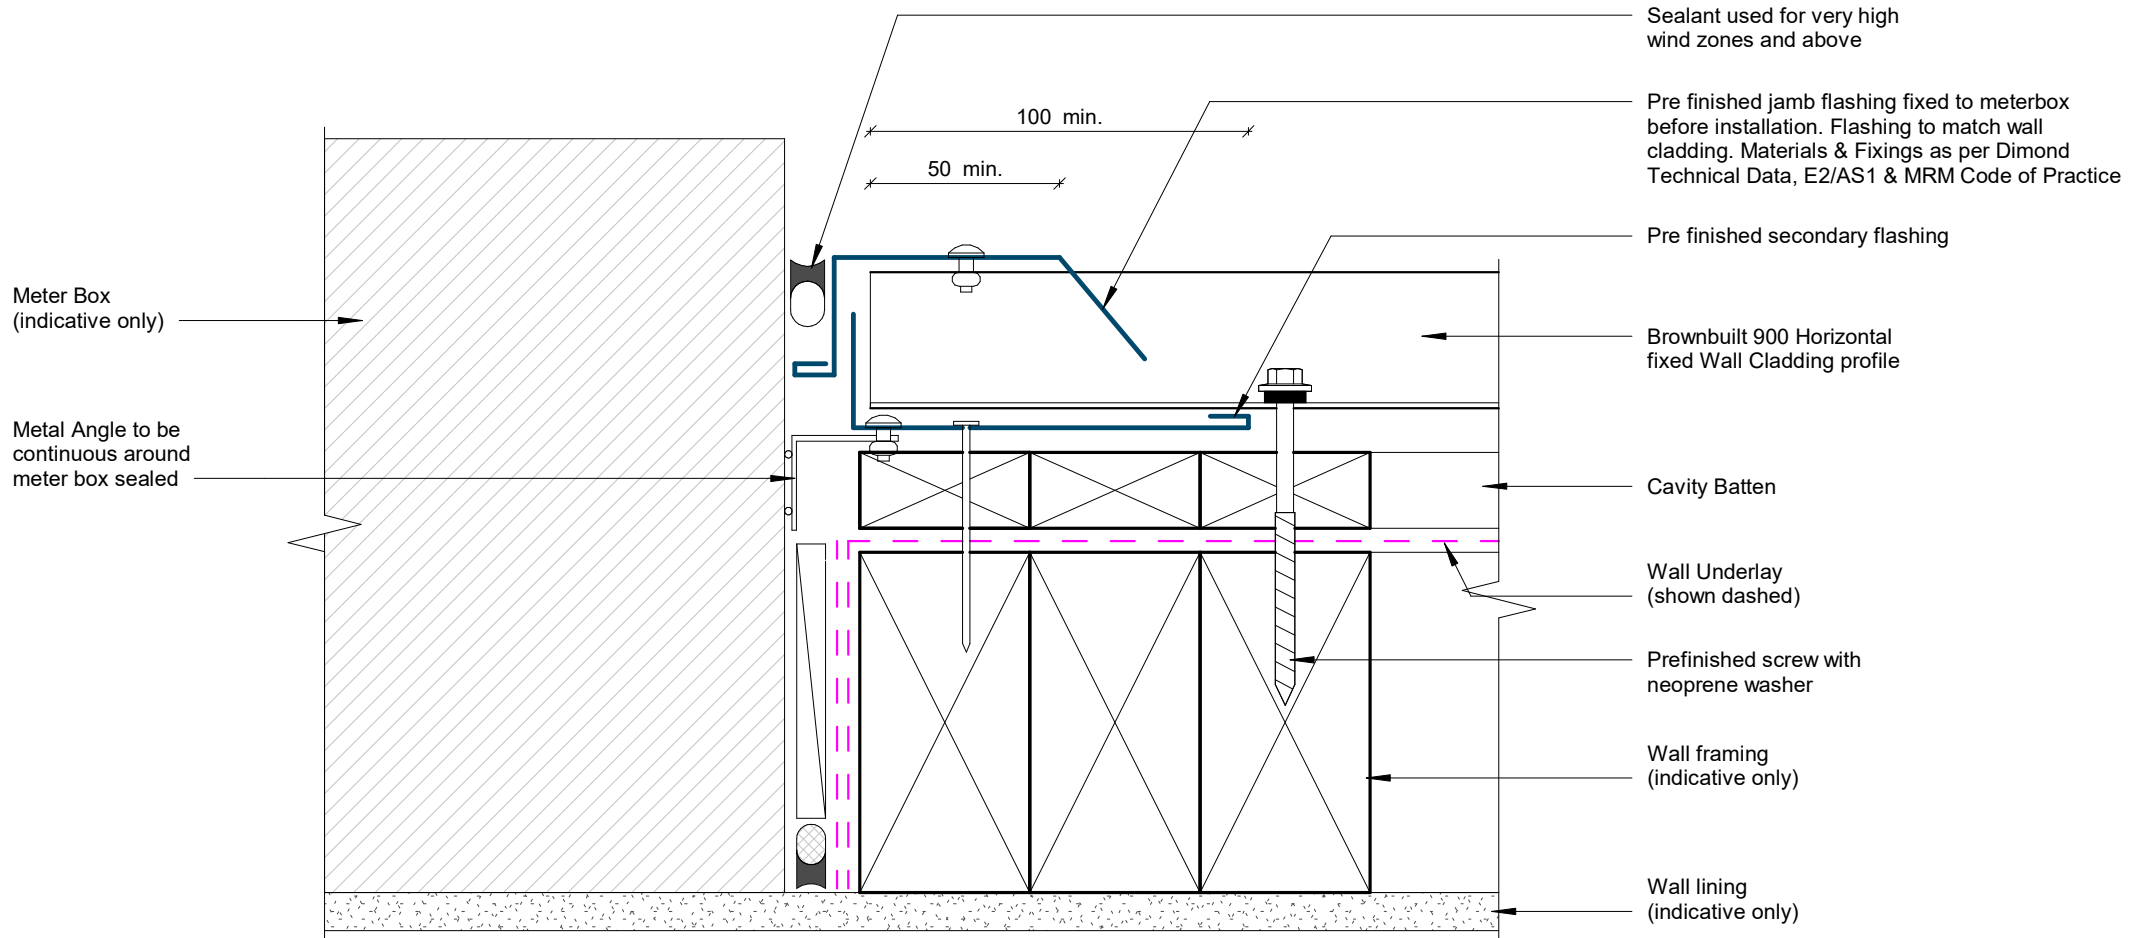 Sealant used for very high
wind zones and above
Pre finished jamb flashing fixed to meterbox
before installation. Flashing to match wall
cladding. Materials & Fixings as per Dimond
Technical Data, E2/AS1 & MRM Code of Practice
100 min.
50 min.
Pre finished secondary flashing
Meter Box
(indicative only)
Brownbuilt 900 Horizontal
fixed Wall Cladding profile
Metal Angle to be
continuous around
meter box sealed
Cavity Batten
Wall Underlay
(shown dashed)
Prefinished screw with
neoprene washer
Wall framing
(indicative only)
Wall lining
(indicative only)